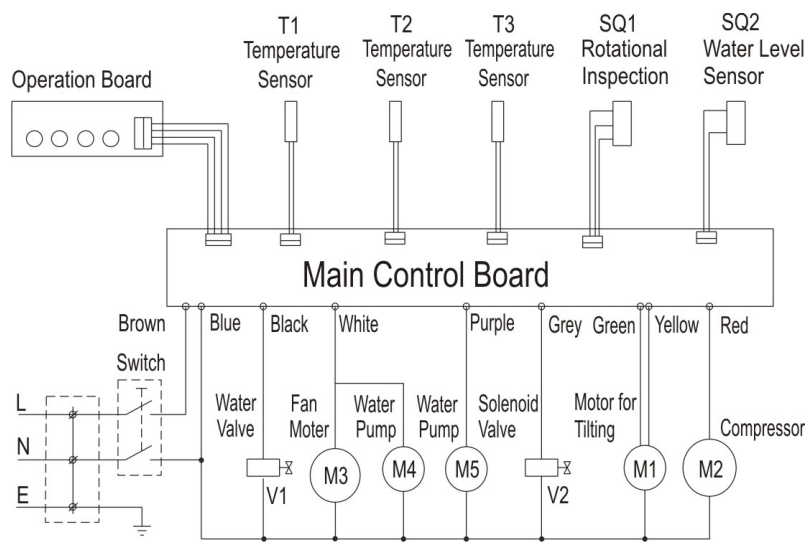 T1
Temperature
Sensor
T2
Temperature
Sensor
T3
Temperature
Sensor
SQ1
Rotational
Inspection
SQ2
Water Level
Sensor
Operation Board
Main Control Board
Brown
Blue
Black
White
Purple
Grey
Green
Yellow
Red
Switch
L
N
E
Water
Valve
V1
Fan
Moter
M3
Water
Pump
M4
Water
Pump
M5
Solenoid
Valve
V2
Motor for
Tilting
M1
Compressor
M2